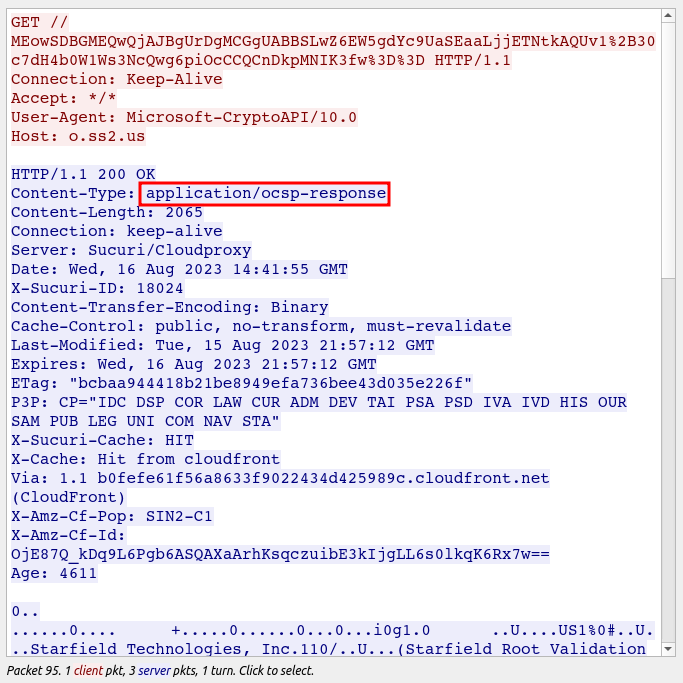 GET //
MEowSDBGMEQwQjAJBgUrDgMCGgUABBSLwZ6EW5gdYc9UaSEaaLjjETNtkAQUv1%2B30
c7dH4b0W1Ws3NcQwg6piOcCCQCnDkpMNIK3fw%3D%3D HTTP/1.1
Connection: Keep-Alive
Accept: */*
User-Agent: Microsoft-CryptoAPI/10.0
Host: o.ss2.us
HTTP/1.1 200 OK
Content-Type: application/ocsp-response
Content-Length: 2065
Connection: keep-alive
Server: Sucuri/Cloudproxy
Date: Wed, 16 Aug 2023 14:41:55 GMT
X-Sucuri-ID: 18024
Content-Transfer-Encoding: Binary
Cache-Control: public, no-transform, must-revalidate
Last-Modified: Tue, 15 Aug 2023 21:57:12 GMT
Expires: Wed, 16 Aug 2023 21:57:12 GMT
ETag: "bcbaa944418b21be8949efa736bee43d035e226f"
P3P: CP="IDC DSP COR LAW CUR ADM DEV TAI PSA PSD IVA IVD HIS OUR
SAM PUB LEG UNI COM NAV STA"
X-Sucuri-Cache: HIT
X-Cache: Hit from cloudfront
Via: 1.1 b0fefe61f56a8633f9022434d425989c.cloudfront.net
(CloudFront)
X-Amz-Cf-Pop: SIN2-C1
X-Amz-Cf-Id:
OjE87Q_kDq9L6Pgb6ASQAXaArhKsqczuibE3kIjgLL6s0lkqK6Rx7w==
Age: 4611
0..
......0.... +.....0......0...0...i0g1.0 ..U....US1%0#..U.
..Starfield Technologies, Inc.110/..U...(Starfield Root Validation
Packet 95. 1 client pkt, 3 server pkts, 1 turn. Click to select.